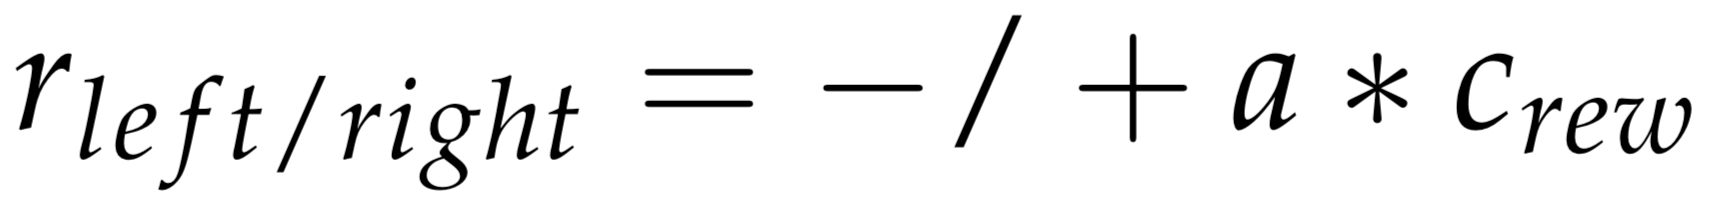 r_{left/right} = -/+ a * c_{rew}